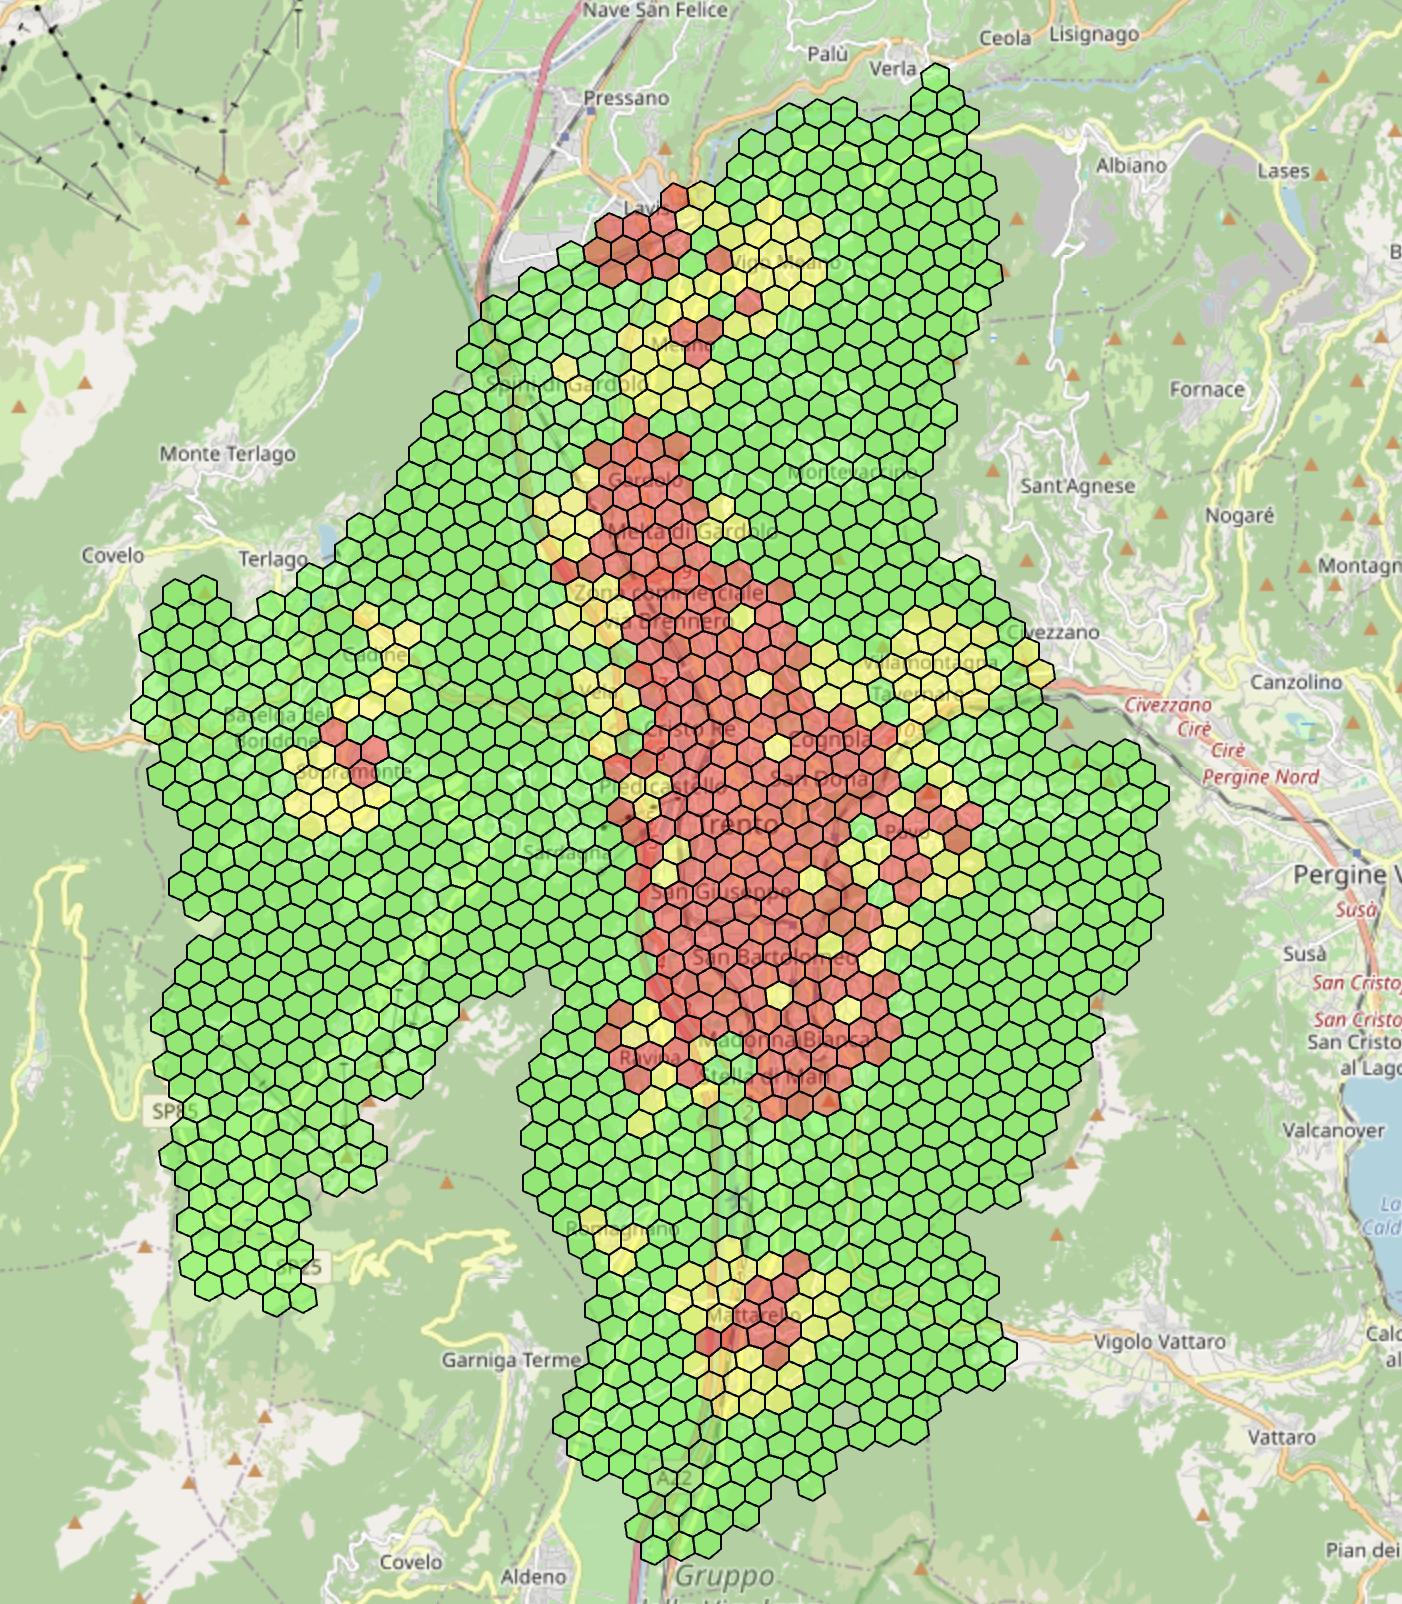 Nave San Felice
Ceola
Lisignago
Palù
Verla
Pressano
Albiano
Lases
Lavis
Vigo Meano
Meano
Spini di Gardolo
Fornace
Monte Terlago
Montevaccino
Gardolo
Sant'Agnese
Nogaré
Melta di Gardolo
Covelo
Terlago
Montagn
Zona commerciale
via Brennero
Civezzano
Cadine
Villamontagna
Tavernaro
Canzolino
Vela
Civezzano
Baselga del
Bondone
Cirè
Cristo Re
Cognola
Cirè
Sopramonte
San Donà
Pergine Nord
Piedicastello
Trento
Povo
Sardagna
Pergine V
San Giuseppe
Susà
Susà
San Bartolomeo
San Cristo
San Cristo
Madonna Bianca
San Cristo
Ravina
al Lago
Stella di Man
SP85
Valcanover
La
Cald
Romagnano
SP25
Mattarello
Vigolo Vattaro
Calc
al
Garniga Terme
Vattaro
A22
Covelo
Aldeno
Pian dei
Gruppo